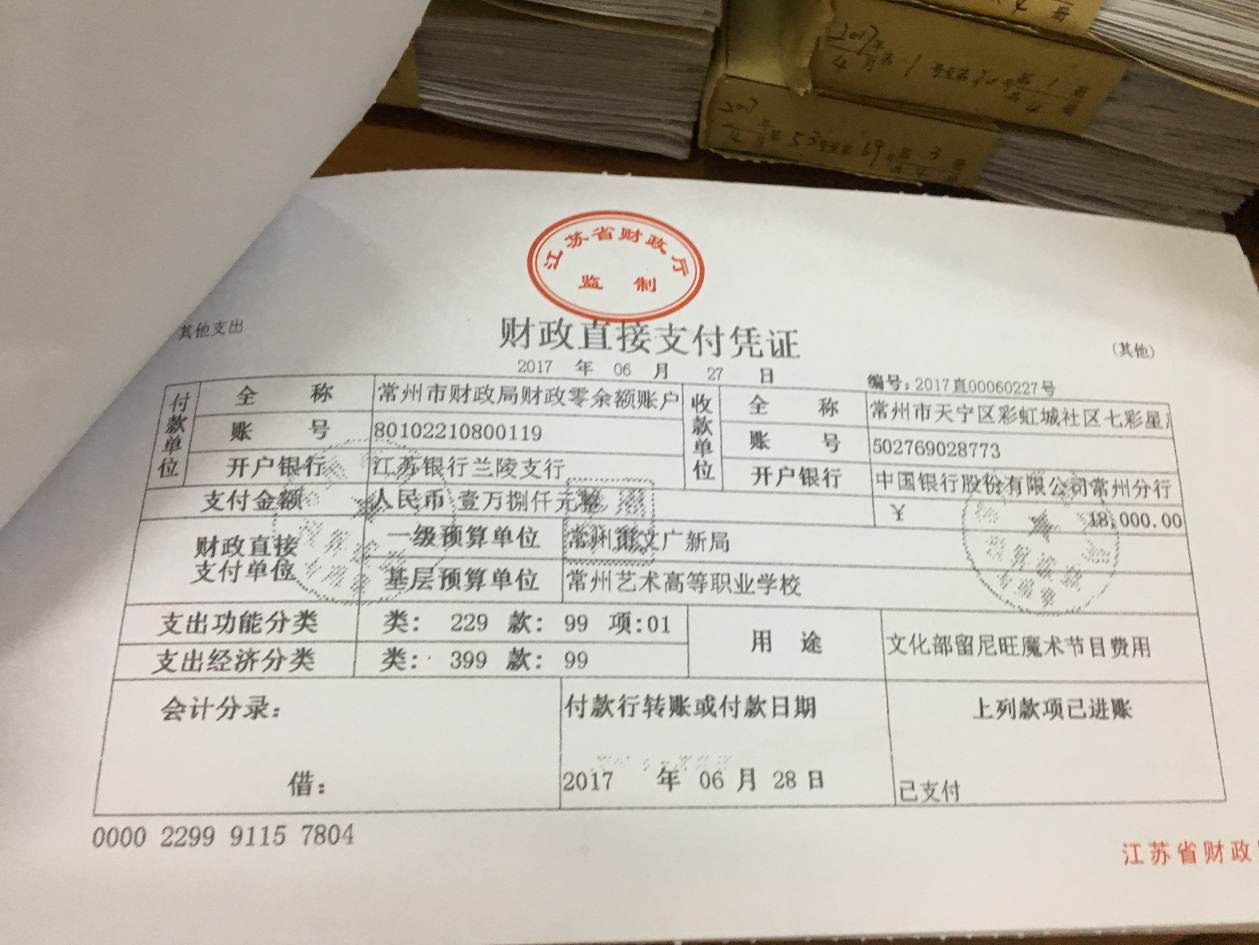 江苏省财政厅
监 制
其他支出
财政直接支付凭证
(其他)
2017 年 06 月 27 日
编号:2017直00060227号
付款单位
全 称
常州市财政局财政零余额账户
收款单位
全 称
常州市天宁区彩虹城社区七彩星
账 号
80102210800119
账 号
502769028773
开户银行
江苏银行兰陵支行
开户银行
中国银行股份有限公司常州分行
支付金额
人民币 壹万捌仟元整
¥ 18,000.00
财政直接
支付单位
一级预算单位
常州市文广新局
基层预算单位
常州艺术高等职业学校
支出功能分类
类: 229 款: 99 项:01
用 途
文化部留尼旺魔术节目费用
支出经济分类
类: 399 款: 99
会计分录:
付款行转账或付款日期
上列款项已进账
借:
2017 年 06 月 28 日
已支付
0000 2299 9115 7804
江苏省财政